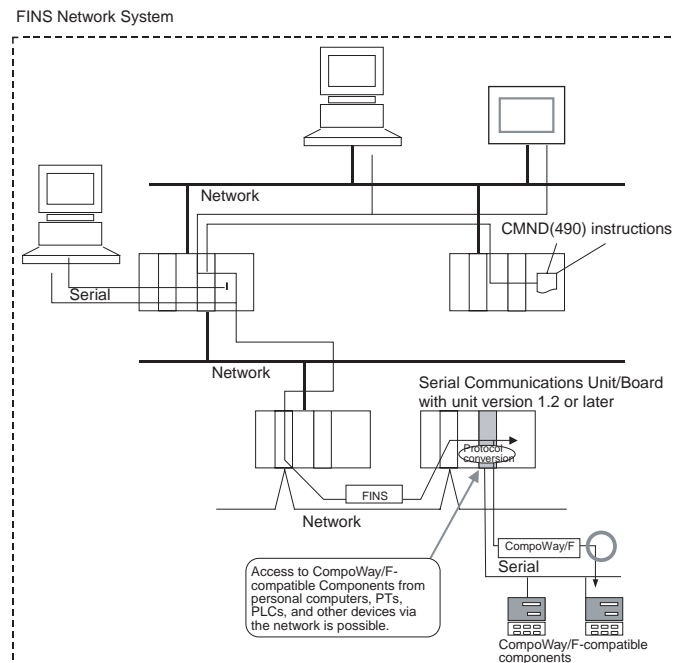 FINS Network System
Network
CMND(490) instructions
Serial
Network
Serial Communications Unit/Board
with unit version 1.2 or later
Protocol
conversion
FINS
Network
CompoWay/F
Serial
Access to CompoWay/F-
compatible Components from
personal computers, PTs,
PLCs, and other devices via
the network is possible.
CompoWay/F-compatible
components